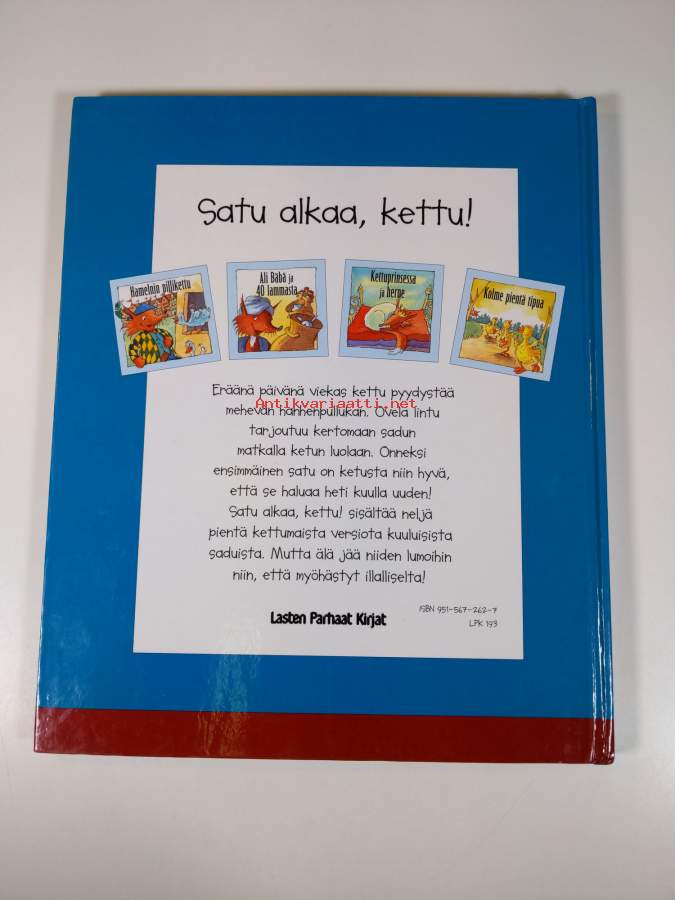 Satu alkaa, kettu!
Hamelnin pillikettu
Ali Baba ja
40 lammasta
Kettuprinsessa
ja herne
Kolme pientä tipua
Eräänä päivänä viekas kettu pyydystää
Antikvariaatti.net
mehevän hanhenpullukan. Ovela lintu
tarjoutuu kertomaan sadun
matkalla ketun luolaan. Onneksi
ensimmäinen satu on ketusta niin hyvä,
että se haluaa heti kuulla uuden!
Satu alkaa, kettu! sisältää neljä
pientä kettumaista versiota kuuluisista
saduista. Mutta älä jää niiden lumoihin
niin, että myöhästyt illalliselta!
Lasten Parhaat Kirjat
ISBN 951-567-262-7
LPK 193